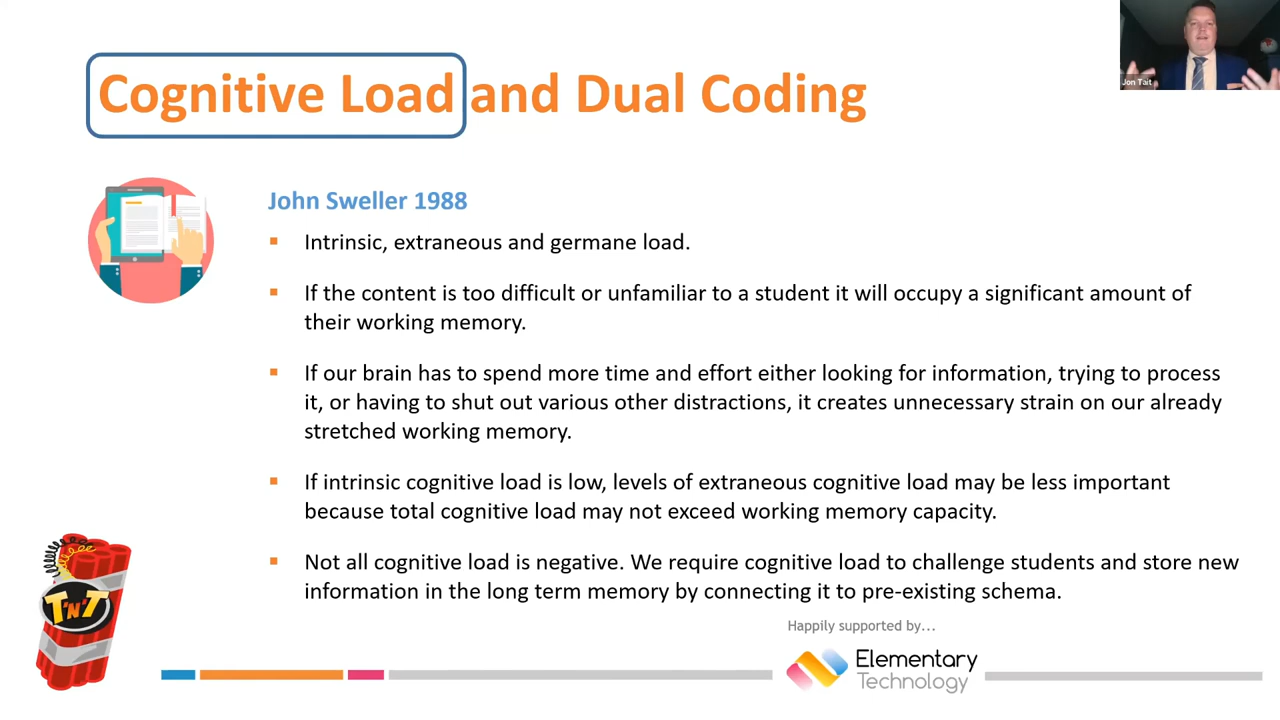 Cognitive Load and Dual Coding
Jon Tait
John Sweller 1988
Intrinsic, extraneous and germane load.
If the content is too difficult or unfamiliar to a student it will occupy a significant amount of
their working memory.
If our brain has to spend more time and effort either looking for information, trying to process
it, or having to shut out various other distractions, it creates unnecessary strain on our already
stretched working memory.
If intrinsic cognitive load is low, levels of extraneous cognitive load may be less important
because total cognitive load may not exceed working memory capacity.
Not all cognitive load is negative. We require cognitive load to challenge students and store new
information in the long term memory by connecting it to pre-existing schema.
T'N'T
Happily supported by...
Elementary
Technology